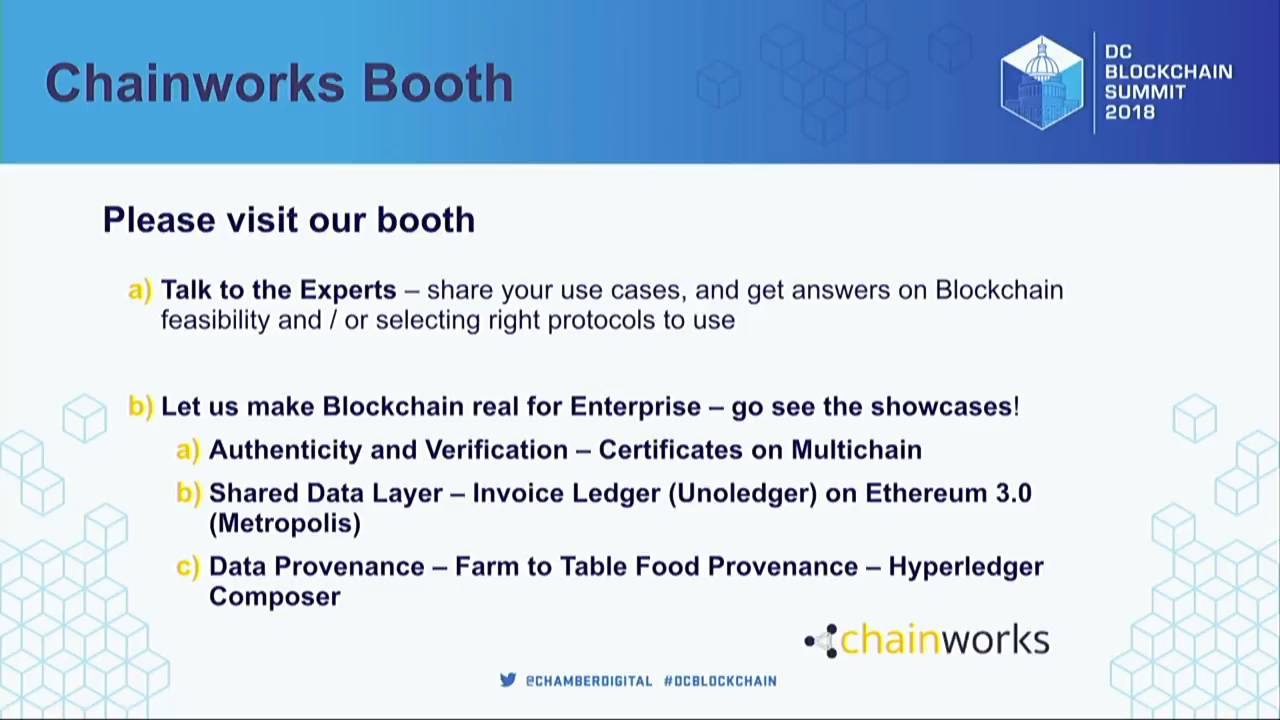 Chainworks Booth
DC
BLOCKCHAIN
SUMMIT
2018
Please visit our booth
a) Talk to the Experts – share your use cases, and get answers on Blockchain
feasibility and / or selecting right protocols to use
b) Let us make Blockchain real for Enterprise – go see the showcases!
a) Authenticity and Verification – Certificates on Multichain
b) Shared Data Layer – Invoice Ledger (Unoledger) on Ethereum 3.0
(Metropolis)
c) Data Provenance – Farm to Table Food Provenance – Hyperledger
Composer
chainworks
@CHAMBERDIGITAL #DCBLOCKCHAIN